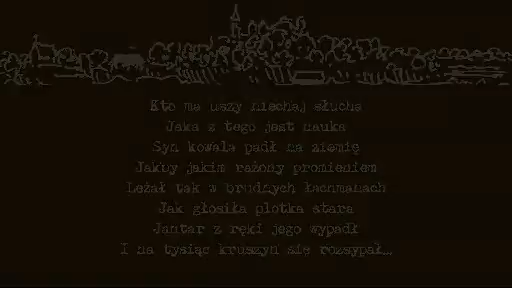 Kto ma uszy niechaj słucha
Jaka z tego jest nauka
Syn kowala padł na ziemię
Jakby jakim rażony promieniem
Leżał tak w brudnych łachmanach
Jak głosiła plotka stara
Jantar z ręki jego wypadł
I na tysiąc kruszyn się rozsypał...